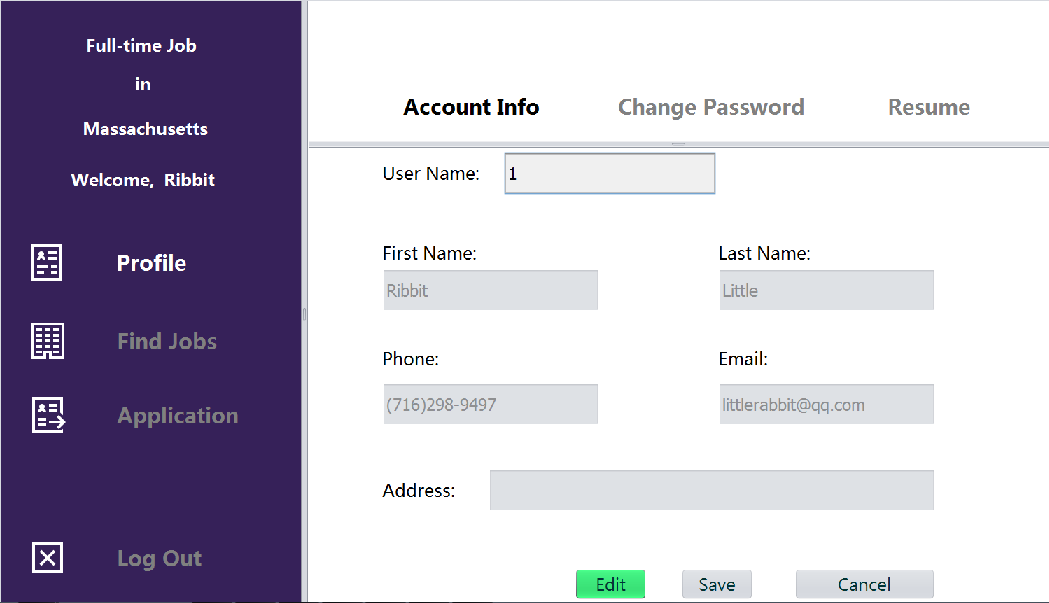 Full-time Job
in
Massachusetts
Welcome, Ribbit
Profile
Find Jobs
Application
Log Out
Account Info Change Password Resume
User Name: 1
First Name: Last Name:
Ribbit Little
Phone: Email:
(716)298-9497 littlerabbit@qq.com
Address:
Edit Save Cancel